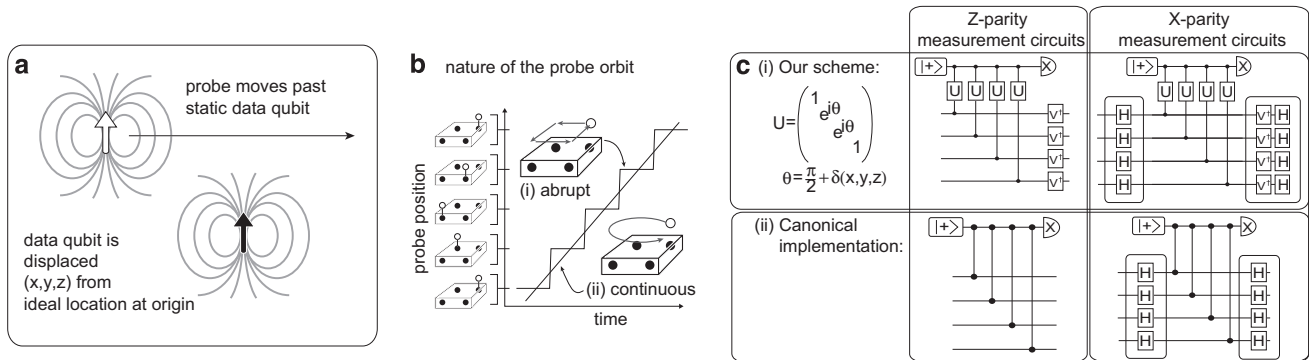 a
probe moves past
static data qubit
data qubit is
displaced
(x,y,z) from
ideal location at origin
b nature of the probe orbit
probe position
(i) abrupt
(ii) continuous
time
Z-parity
measurement circuits
X-parity
measurement circuits
c (i) Our scheme:
U= (1 e^{iθ} e^{iθ} 1)
θ=π/2+δ(x,y,z)
|+> X
U U U U
V†
V†
V†
V†
|+> X
U U U U
H V† H
H V† H
H V† H
H V† H
(ii) Canonical
implementation:
|+> X
|+> X
H H
H H
H H
H H